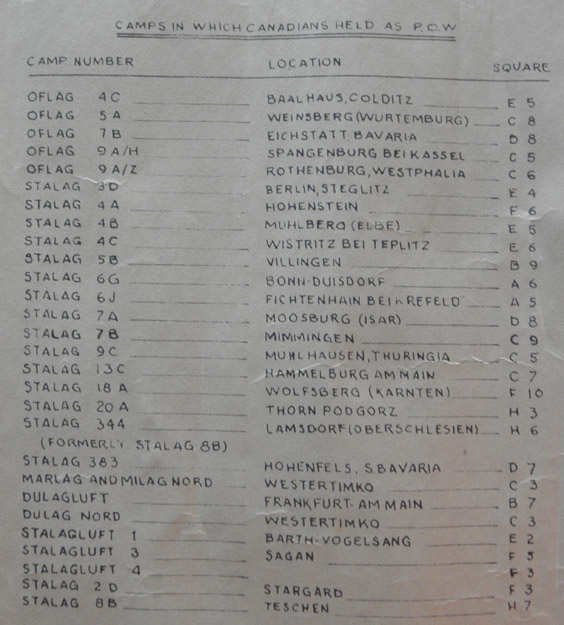 CAMPS IN WHICH CANADIANS HELD AS P.O.W
CAMP NUMBER LOCATION SQUARE
OFLAG 4C BAALHAUS, COLDITZ E 5
OFLAG 5A WEINSBERG (WURTEMBURG) C 8
OFLAG 7B EICHSTATT, BAVARIA D 8
OFLAG 9A/H SPANGENBURG BEI KASSEL C 5
OFLAG 9A/Z ROTHENBURG, WESTPHALIA C 6
STALAG 3D BERLIN, STEGLITZ E 4
STALAG 4A HOHENSTEIN F 6
STALAG 4B MUHLBERG (ELBE) E 5
STALAG 4C WISTRITZ BEI TEPLITZ E 6
STALAG 5B VILLINGEN B 9
STALAG 6G BONN-DUISDORF A 6
STALAG 6J FICHTENHAIN BEI KREFELD A 5
STALAG 7A MOOSBURG (ISAR) D 8
STALAG 7B MIMMINGEN C 9
STALAG 9C MUHLHAUSEN, THURINGIA C 5
STALAG 13C HAMMELBURG AM MAIN C 7
STALAG 18A WOLFSBERG (KARNTEN) F 10
STALAG 20A THORN PODGORZ H 3
STALAG 344 LAMSDORF (OBERSCHLESIEN) H 6
(FORMERLY STALAG 8B)
STALAG 383 HOHENFELS, S.BAVARIA D 7
MARLAG AND MILAG NORD WESTERTIMKO C 3
DULAGLUFT FRANKFURT-AM MAIN B 7
DULAG NORD WESTERTIMKO C 3
STALAGLUFT 1 BARTH-VOGELSANG E 2
STALAGLUFT 3 SAGAN F 5
STALAGLUFT 4 F 3
STALAG 2D STARGARD F 3
STALAG 8B TESCHEN H 7